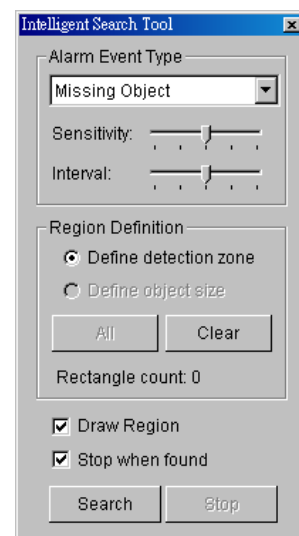 Intelligent Search Tool
Alarm Event Type
Missing Object
Sensitivity:
Interval:
Region Definition
Define detection zone
Define object size
All Clear
Rectangle count: 0
Draw Region
Stop when found
Search Stop